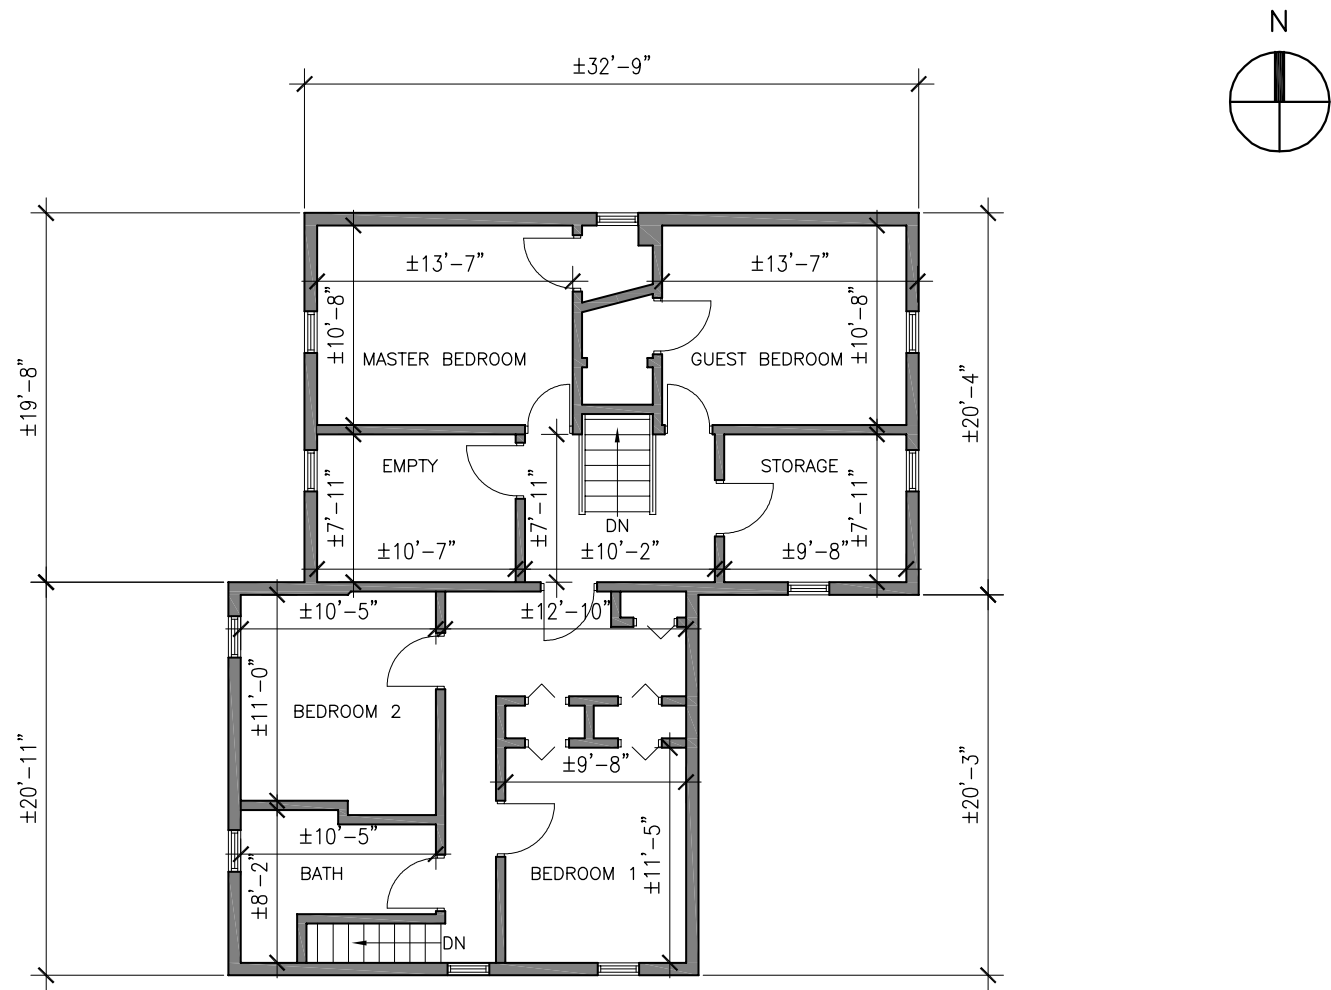 N
±32'-9"
±13'-7"
±13'-7"
±10'-8"
±10'-8"
MASTER BEDROOM
GUEST BEDROOM
±19'-8"
±20'-4"
EMPTY
STORAGE
±7'-11"
±7'-11"
±7'-11"
DN
±10'-7"
±10'-2"
±9'-8"
±10'-5"
±12'-10"
±11'-0"
BEDROOM 2
±9'-8"
±20'-11"
±20'-3"
±10'-5"
±11'-5"
BATH
BEDROOM 1
±8'-2"
DN